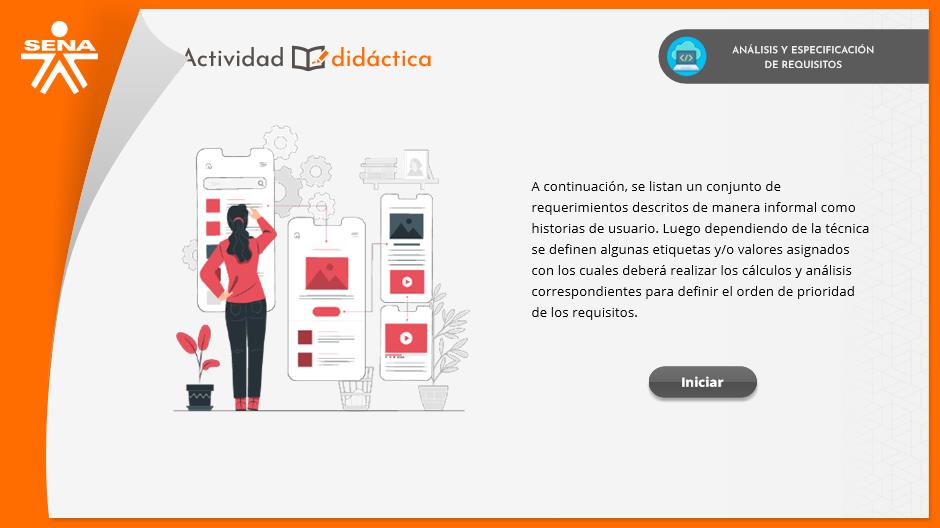 SENA
Actividad didáctica
ANÁLISIS Y ESPECIFICACIÓN
DE REQUISITOS
A continuación, se listan un conjunto de
requerimientos descritos de manera informal como
historias de usuario. Luego dependiendo de la técnica
se definen algunas etiquetas y/o valores asignados
con los cuales deberá realizar los cálculos y análisis
correspondientes para definir el orden de prioridad
de los requisitos.
Iniciar